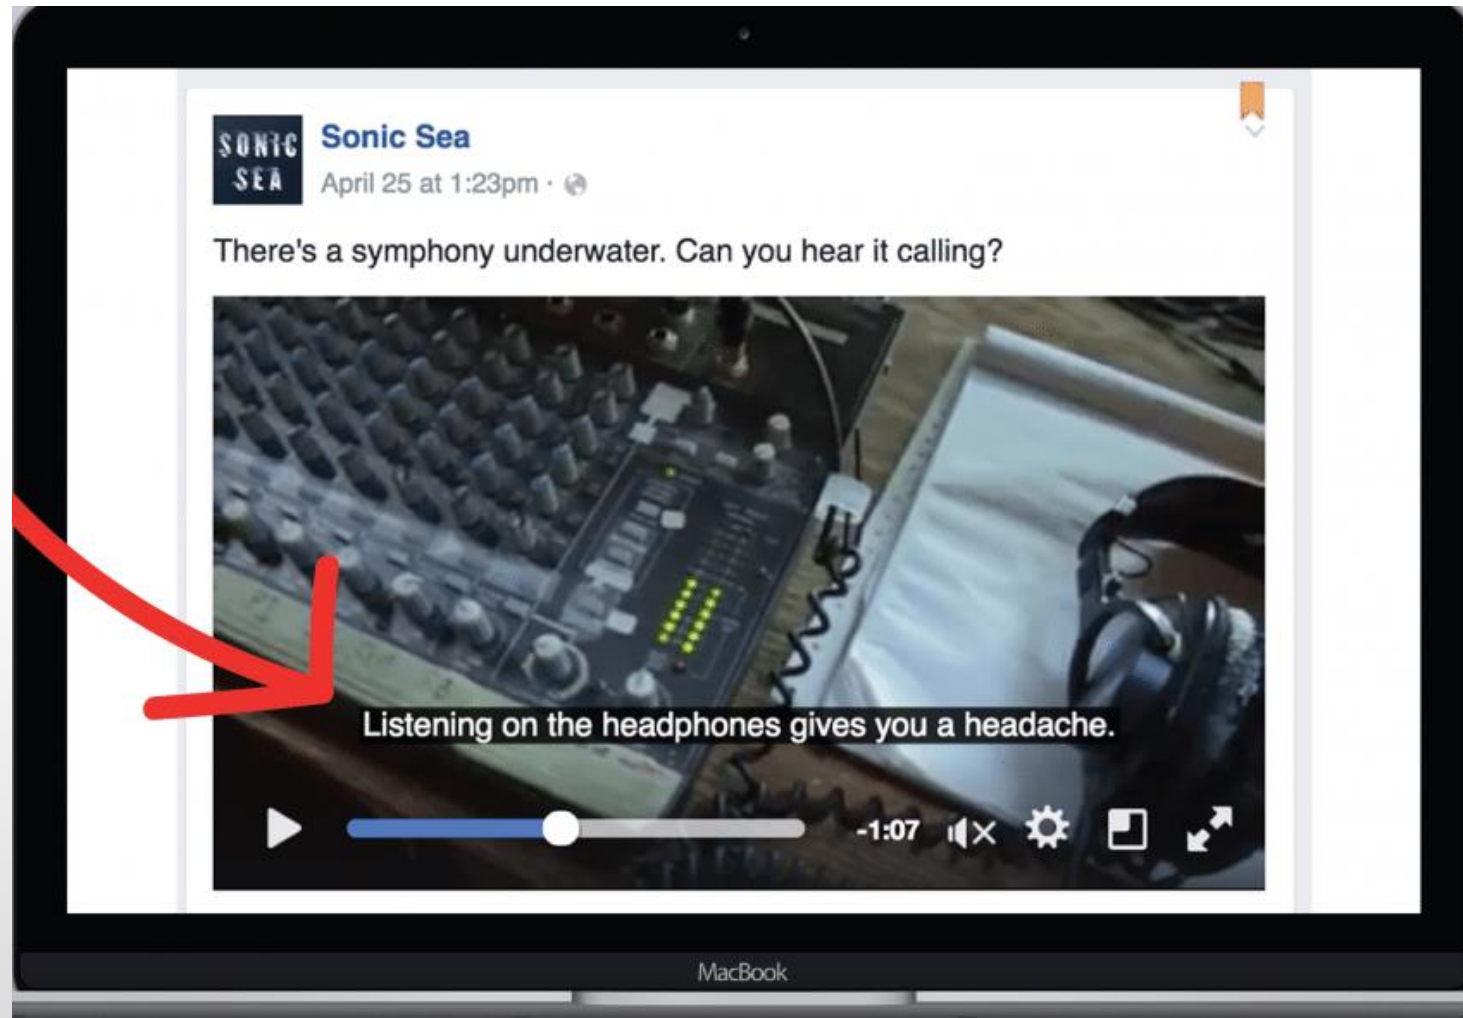 SONIC
SEA
Sonic Sea
April 25 at 1:23pm ·
There's a symphony underwater. Can you hear it calling?
Listening on the headphones gives you a headache.
-1:07
MacBook